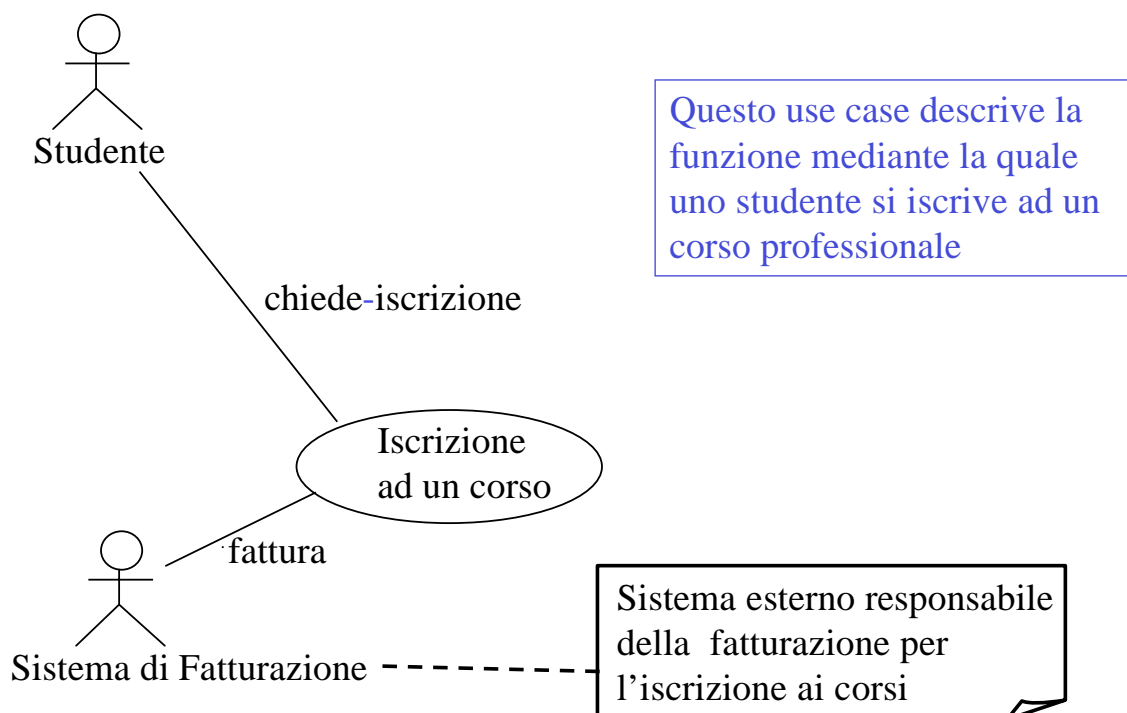 Studente
Questo use case descrive la
funzione mediante la quale
uno studente si iscrive ad un
corso professionale
chiede-iscrizione
Iscrizione
ad un corso
fattura
Sistema di Fatturazione
Sistema esterno responsabile
della fatturazione per
l’iscrizione ai corsi